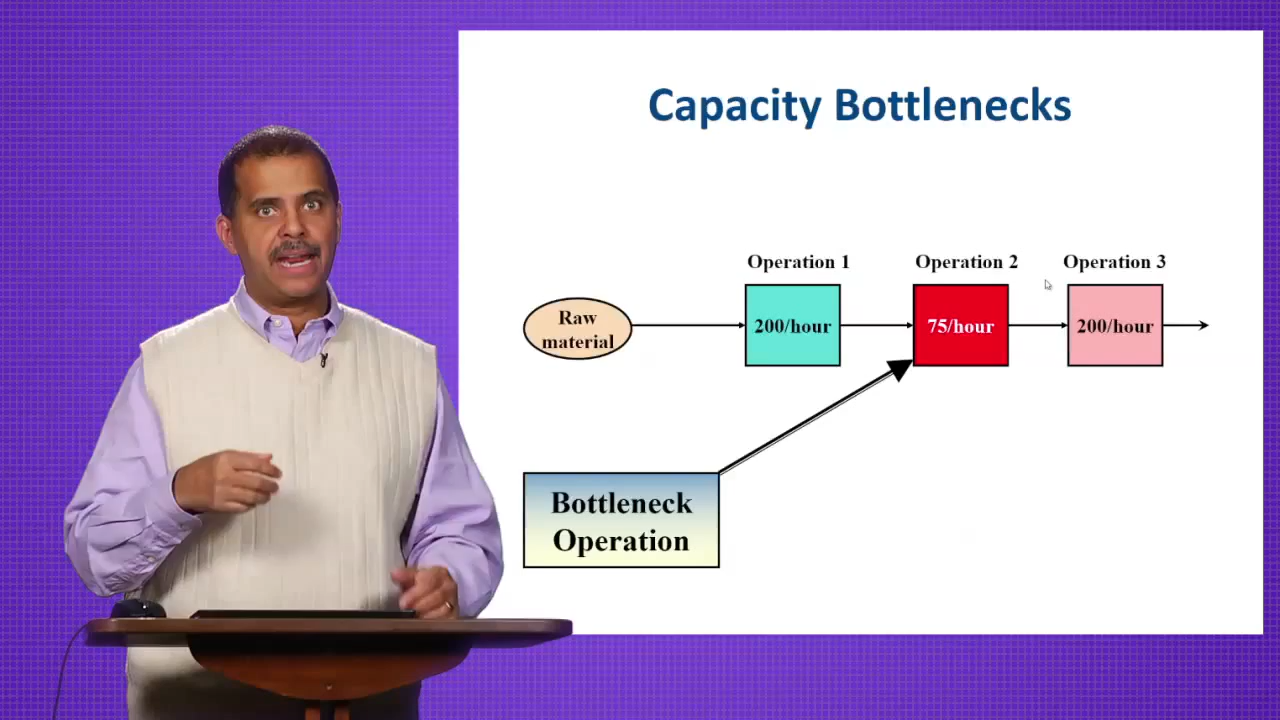 Capacity Bottlenecks
Operation 1
Operation 2
Operation 3
Raw
material
200/hour
75/hour
200/hour
Bottleneck
Operation